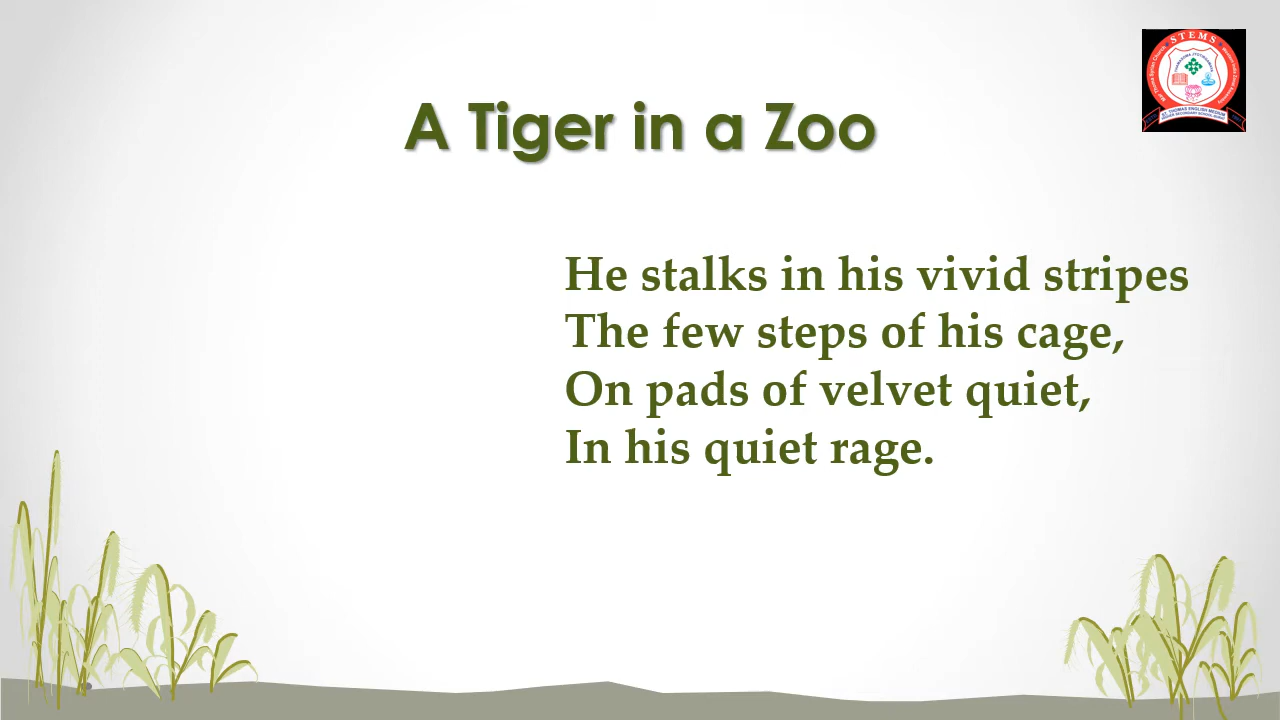 STEMS
A Tiger in a Zoo
He stalks in his vivid stripes
The few steps of his cage,
On pads of velvet quiet,
In his quiet rage.